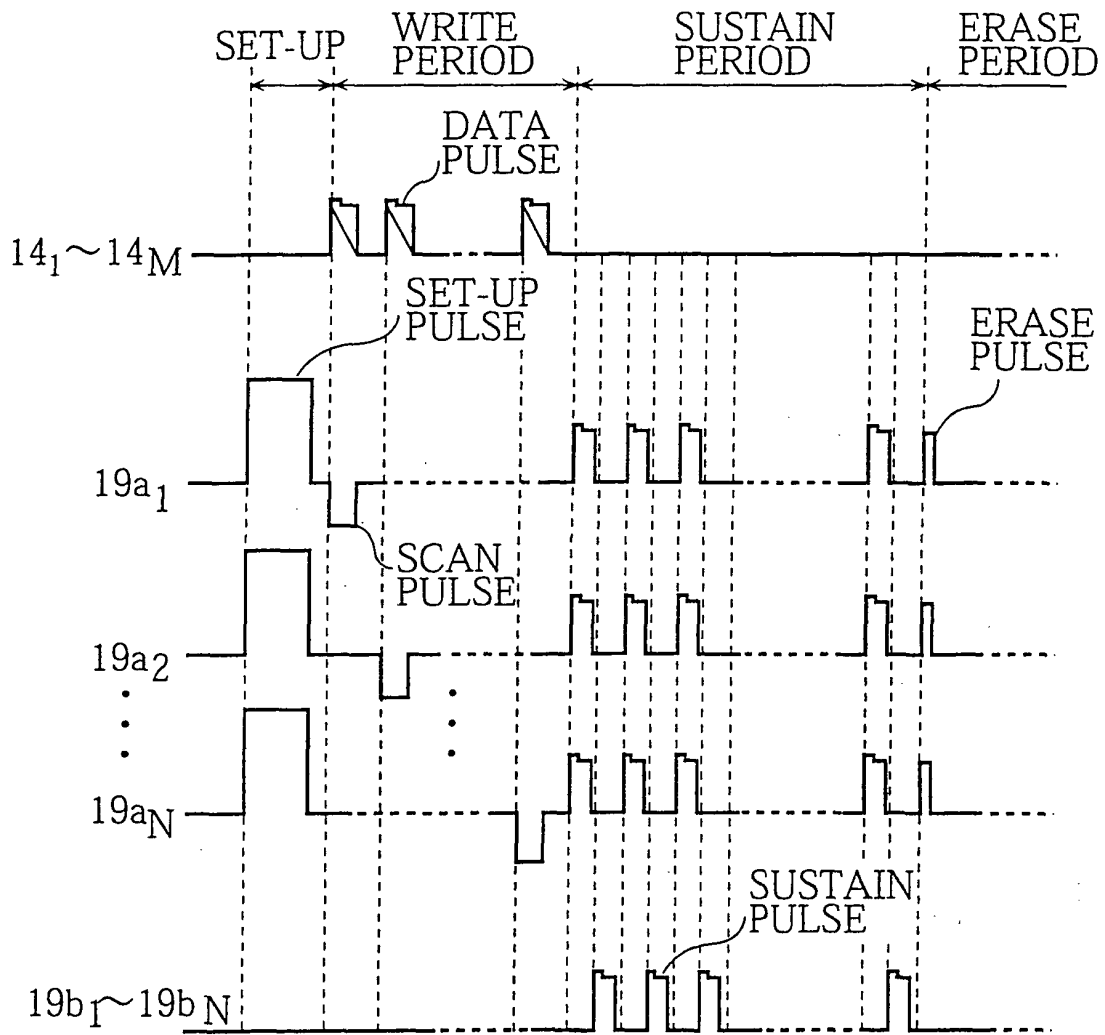 SET-UP
WRITE
PERIOD
SUSTAIN
PERIOD
ERASE
PERIOD
DATA
PULSE
14₁~14M
SET-UP
PULSE
ERASE
PULSE
19a₁
SCAN
PULSE
19a₂
19aN
SUSTAIN
PULSE
19b₁~19bN